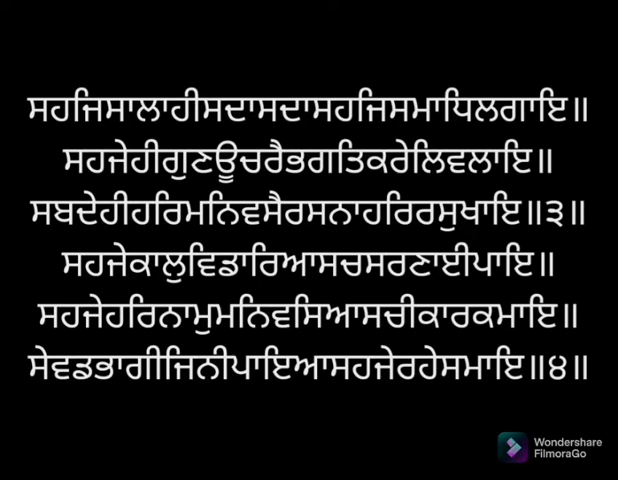 ਸਹਜਿਸਾਲਾਹੀਸਦਾਸਦਾਸਹਜਿਸਮਾਧਿਲਗਾਇ॥
ਸਹਜੇਹੀਗੁਣਊਚਰੈਭਗਤਿਕਰੇਲਿਵਲਾਇ॥
ਸਬਦੇਹੀਹਰਿਮਨਿਵਸੈਰਸਨਾਹਰਿਰਸੁਖਾਇ॥੩॥
ਸਹਜੇਕਾਲੁਵਿਡਾਰਿਆਸਚਸਰਣਾਈਪਾਇ॥
ਸਹਜੇਹਰਿਨਾਮੁਮਨਿਵਸਿਆਸਚੀਕਾਰਕਮਾਇ॥
ਸੇਵਡਭਾਗੀਜਿਨੀਪਾਇਆਸਹਜੇਰਹੇਸਮਾਇ॥੪॥
Wondershare
FilmoraGo